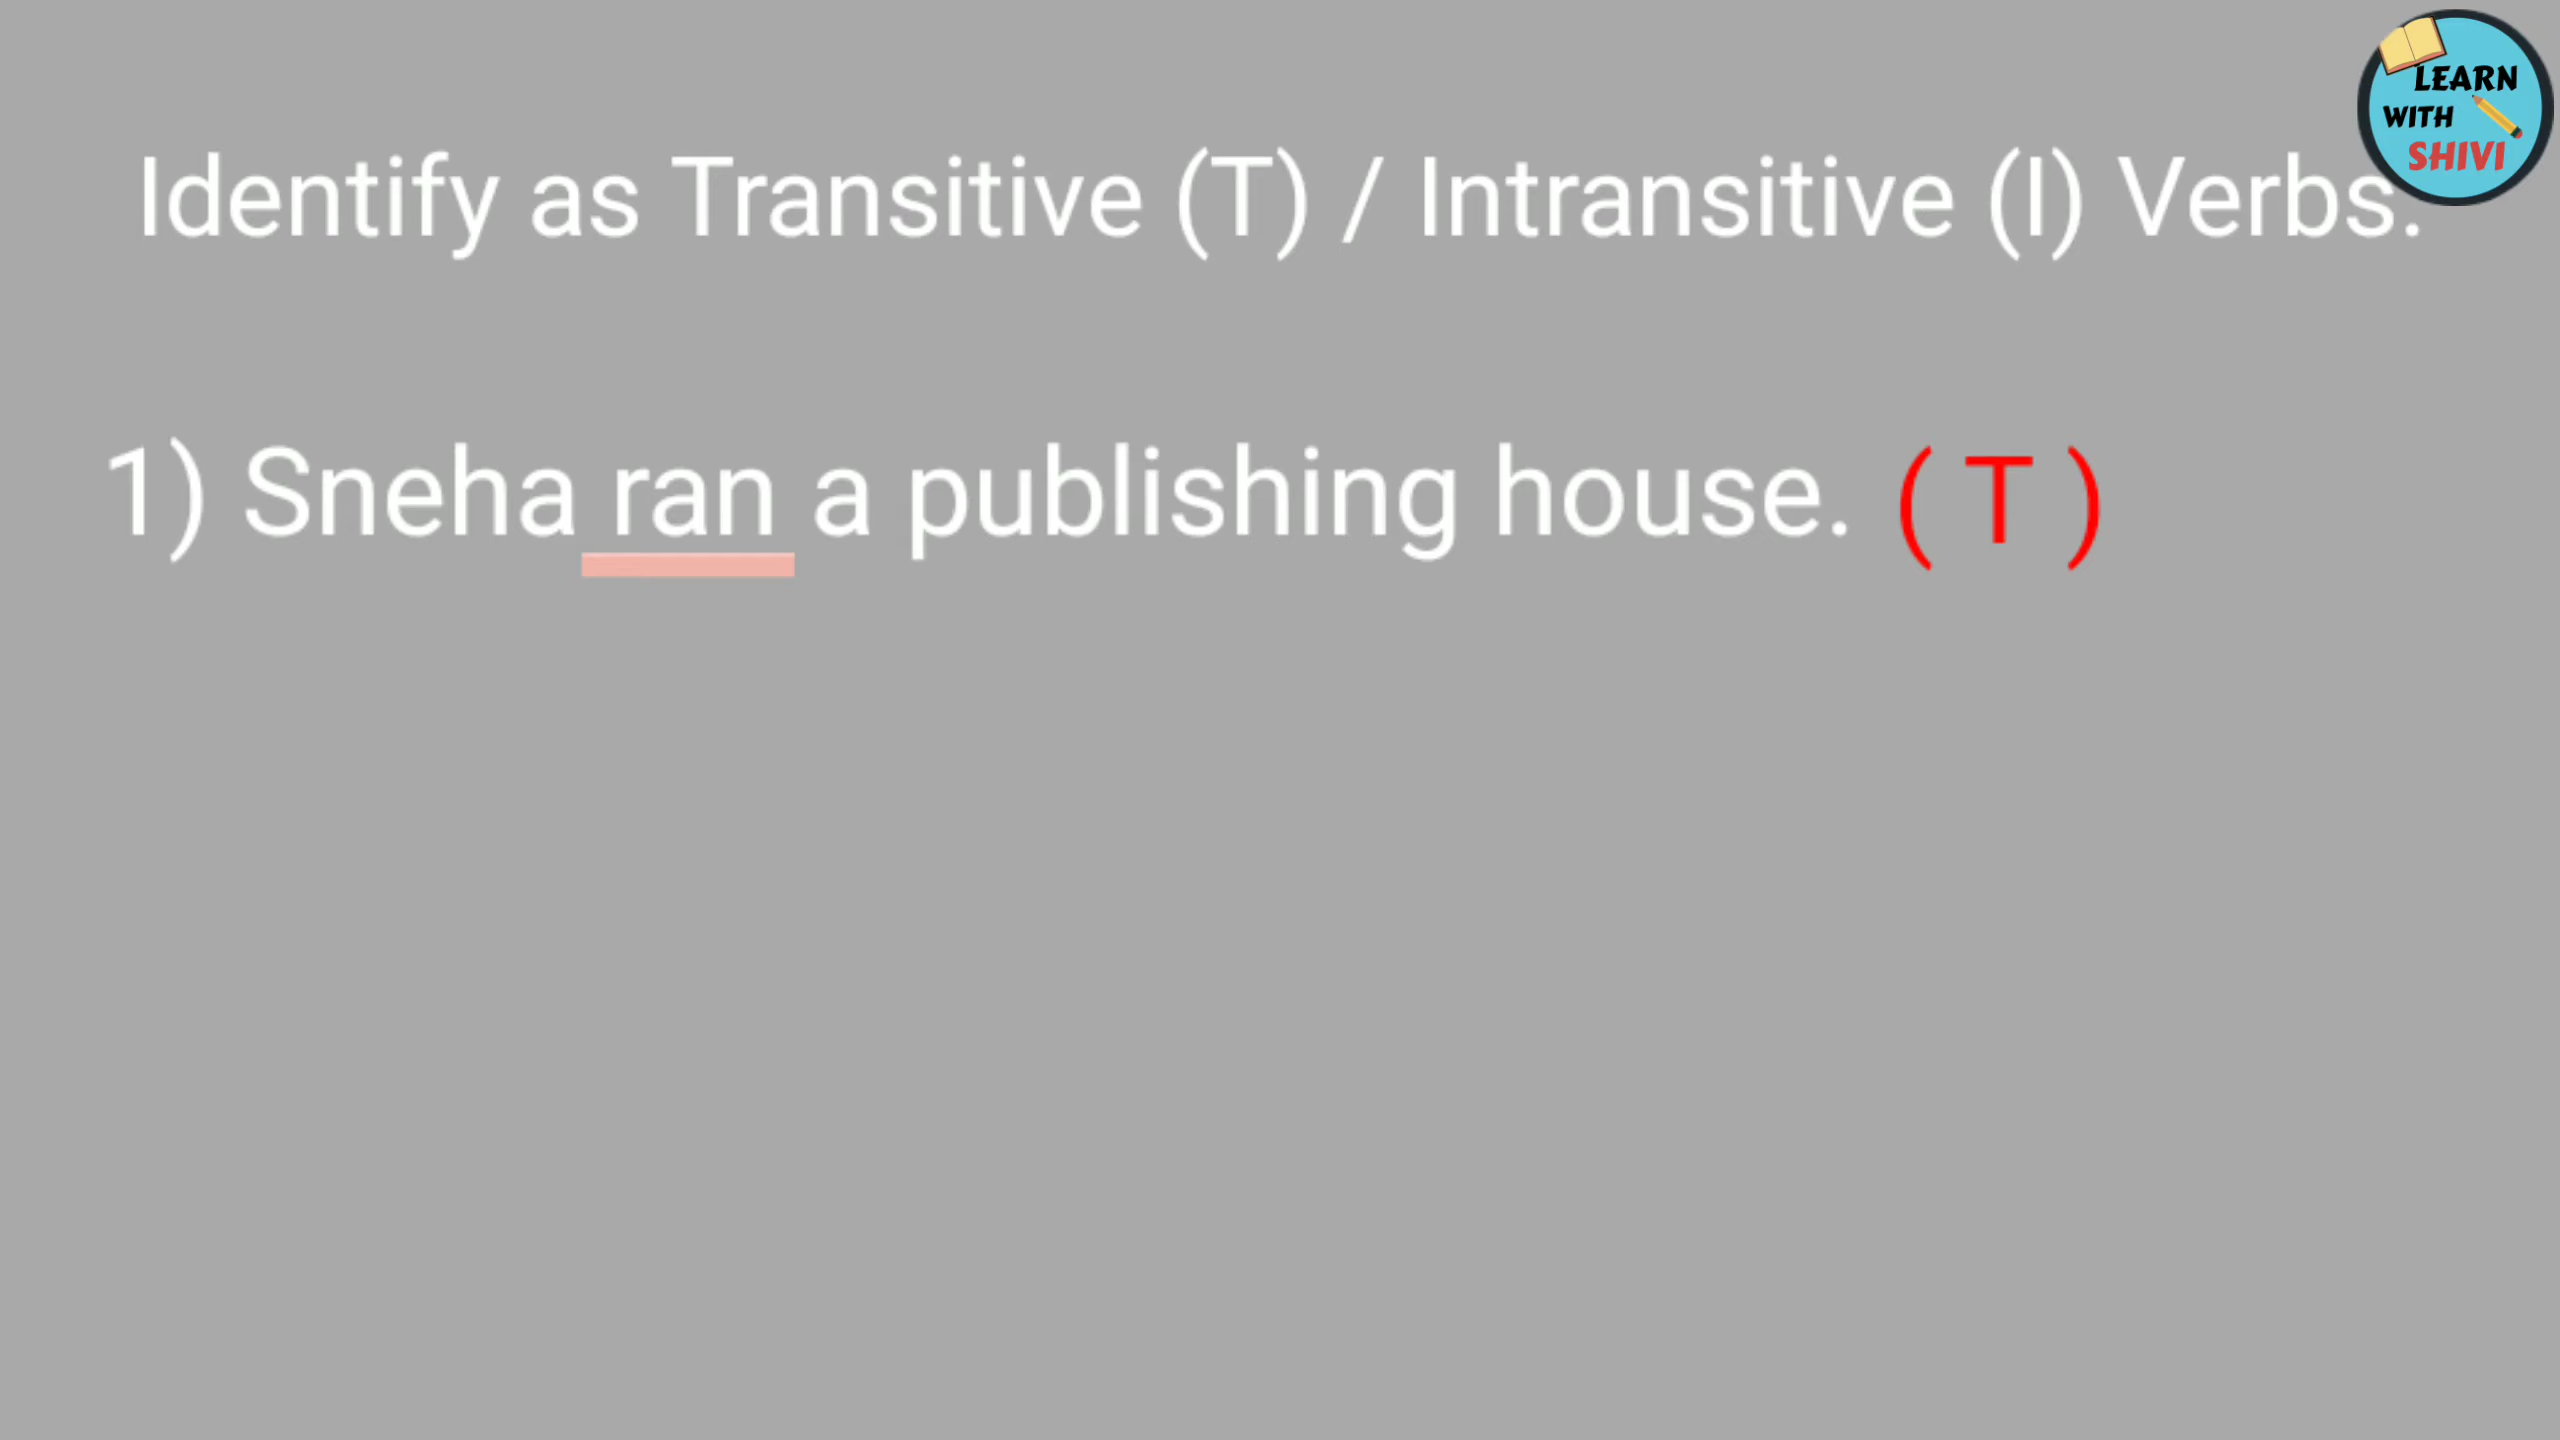 LEARN
WITH
SHIVI
Identify as Transitive (T) / Intransitive (I) Verbs.
1) Sneha ran a publishing house. ( T )